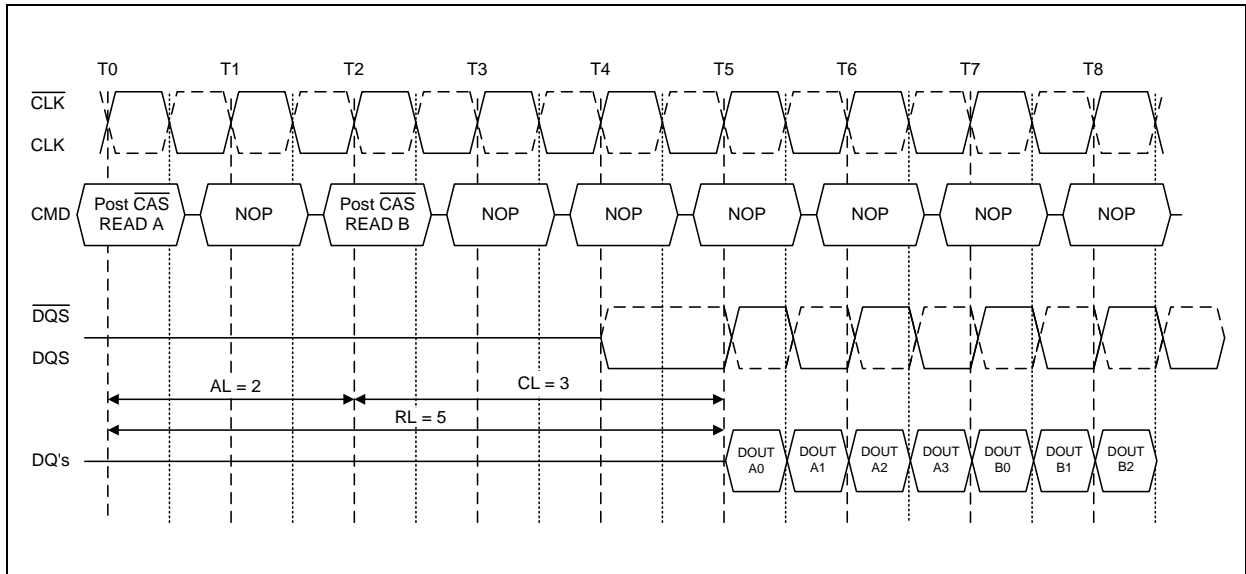 T0 T1 T2 T3 T4 T5 T6 T7 T8
CLK
CLK
CMD
Post CAS
READ A
NOP
Post CAS
READ B
NOP
NOP
NOP
NOP
NOP
NOP
DQS
DQS
AL = 2
CL = 3
RL = 5
DQ's
DOUT
A0
DOUT
A1
DOUT
A2
DOUT
A3
DOUT
B0
DOUT
B1
DOUT
B2